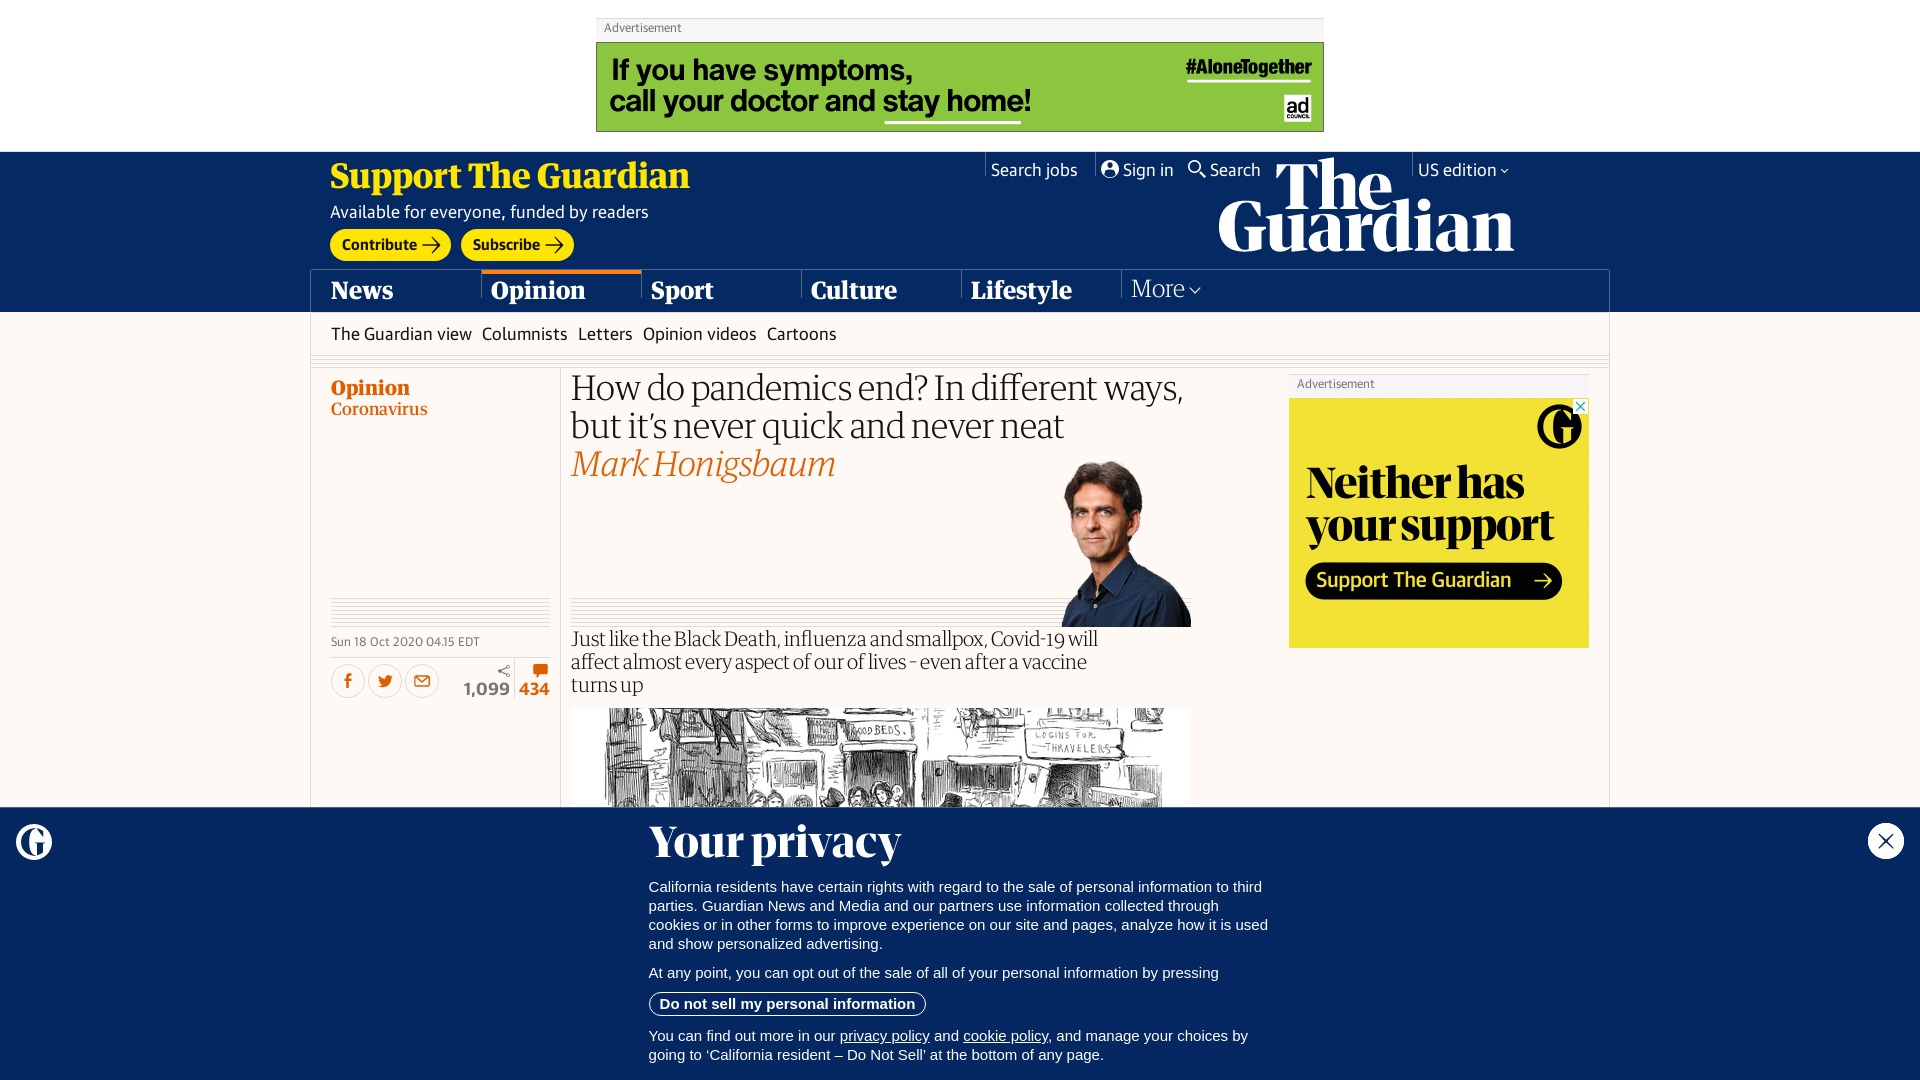 Advertisement
If you have symptoms,
call your doctor and stay home!
#AloneTogether
ad
COUNCIL
Support The Guardian
Available for everyone, funded by readers
Contribute
Subscribe
Search jobs
Sign in
Search
US edition
The
Guardian
News
Opinion
Sport
Culture
Lifestyle
More
The Guardian view
Columnists
Letters
Opinion videos
Cartoons
Opinion
Coronavirus
How do pandemics end? In different ways,
but it’s never quick and never neat
Mark Honigsbaum
Sun 18 Oct 2020 04.15 EDT
1,099
434
Just like the Black Death, influenza and smallpox, Covid-19 will
affect almost every aspect of our of lives – even after a vaccine
turns up
GOOD BEDS.
LOGINS FOR
THRAVELERS
Advertisement
Neither has
your support
Support The Guardian
Your privacy
California residents have certain rights with regard to the sale of personal information to third
parties. Guardian News and Media and our partners use information collected through
cookies or in other forms to improve experience on our site and pages, analyze how it is used
and show personalized advertising.
At any point, you can opt out of the sale of all of your personal information by pressing
Do not sell my personal information
You can find out more in our privacy policy and cookie policy, and manage your choices by
going to ‘California resident – Do Not Sell’ at the bottom of any page.